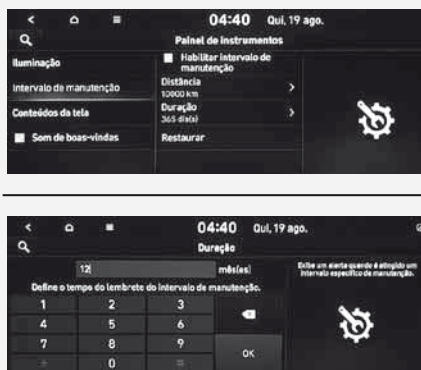 04:40 Qui, 19 ago.
Painel de instrumentos
Iluminação
Intervalo de manutenção
Conteúdos da tela
Som de boas-vindas
Habilitar intervalo de
manutenção
Distância
10000 km
Duração
365 dia(s)
Restaurar
04:40 Qui, 19 ago.
Duração
12 mês(es)
Define o tempo do lembrete do intervalo de manutenção.
Exibe um alerta quando é atingido um
intervalo específico de manutenção.
1 2 3
4 5 6
7 8 9
0
OK